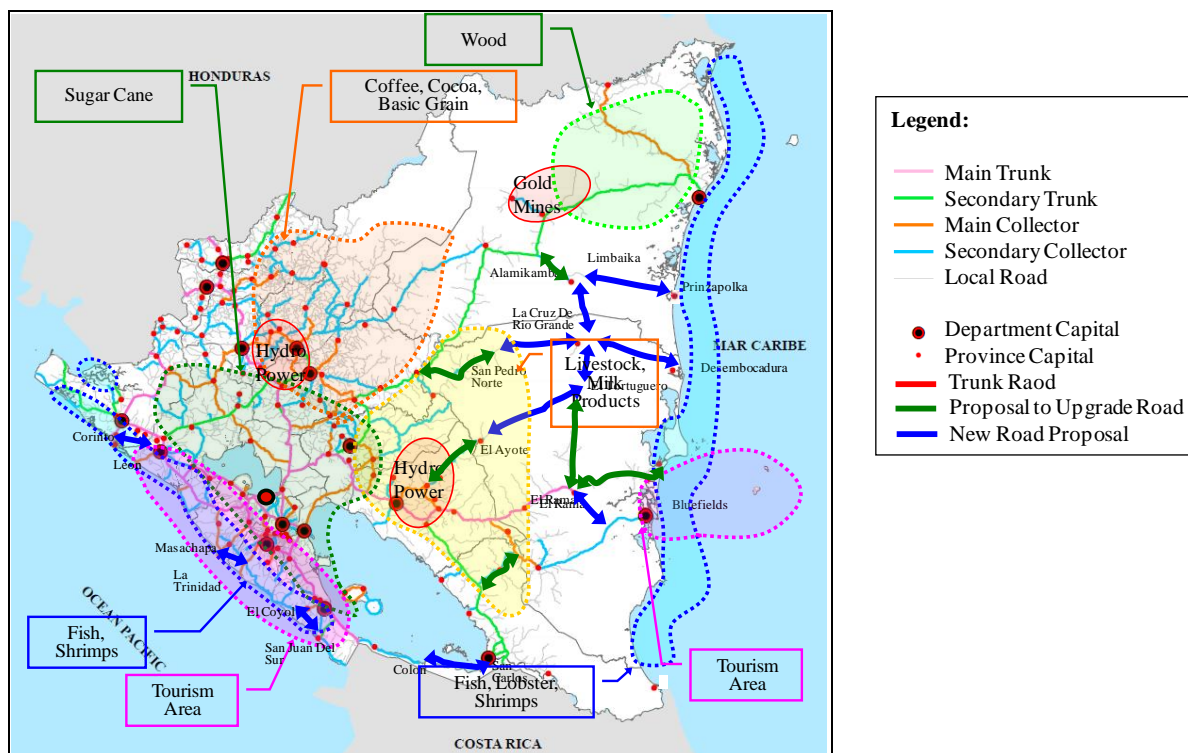 Wood
HONDURAS
Coffee, Cocoa,
Basic Grain
Sugar Cane
Gold
Mines
Limbaika
Alamikamba
Prinzapolka
La Cruz De
Rio Grande
MAR CARIBE
Hydro
Power
San Pedro
Norte
Livestock,
Milk
Products
Desembocadura
Corinto
Léon
El Ayote
Hydro
Power
El Rama
El Rama
Bluefields
Masachapa
La
Trinidad
OCEAN PACIFIC
El Coyol
San Juan Del
Sur
Fish,
Shrimps
Colon
San
Carlos
Tourism
Area
Fish, Lobster,
Shrimps
Tourism
Area
COSTA RICA
Legend:
Main Trunk
Secondary Trunk
Main Collector
Secondary Collector
Local Road
Department Capital
Province Capital
Trunk Raod
Proposal to Upgrade Road
New Road Proposal